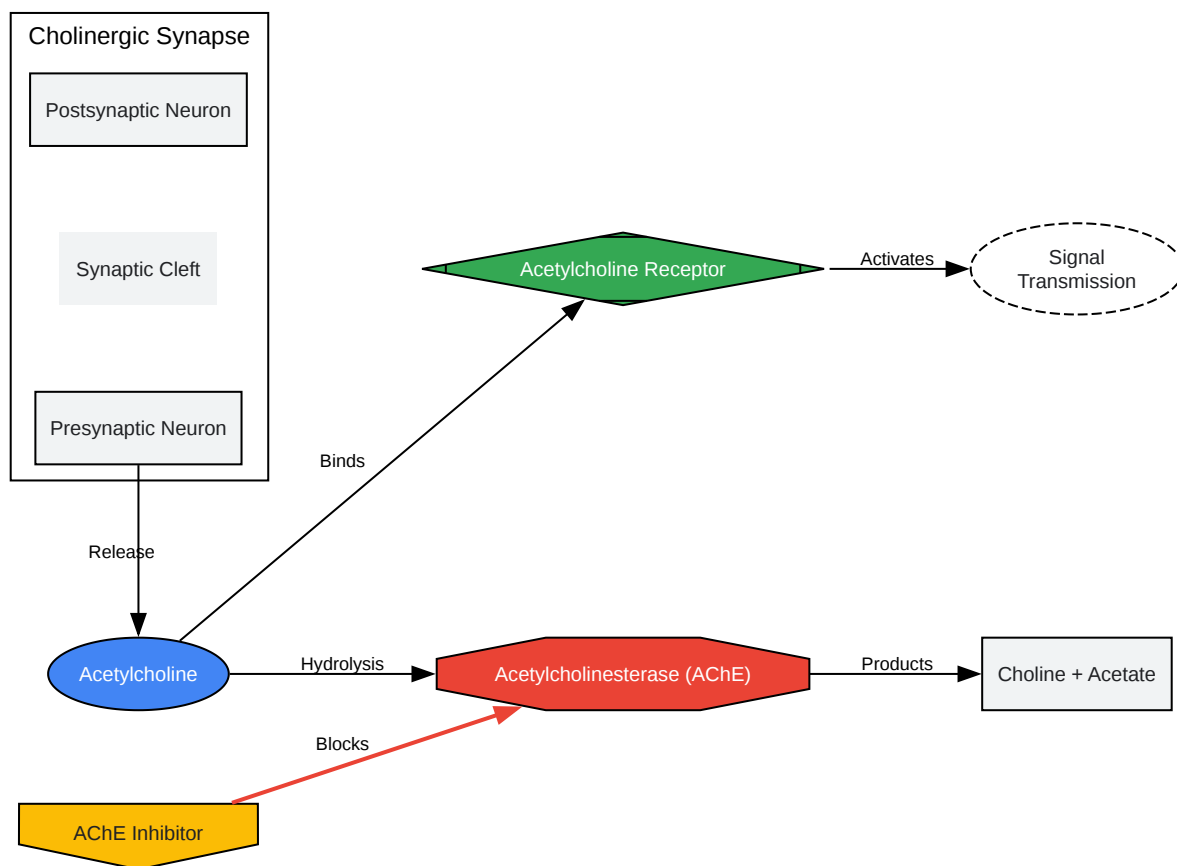 Cholinergic Synapse
Postsynaptic Neuron
Synaptic Cleft
Acetylcholine Receptor
Activates
Signal
Transmission
Presynaptic Neuron
Binds
Release
Acetylcholine
Hydrolysis
Acetylcholinesterase (AChE)
Products
Choline + Acetate
Blocks
AChE Inhibitor